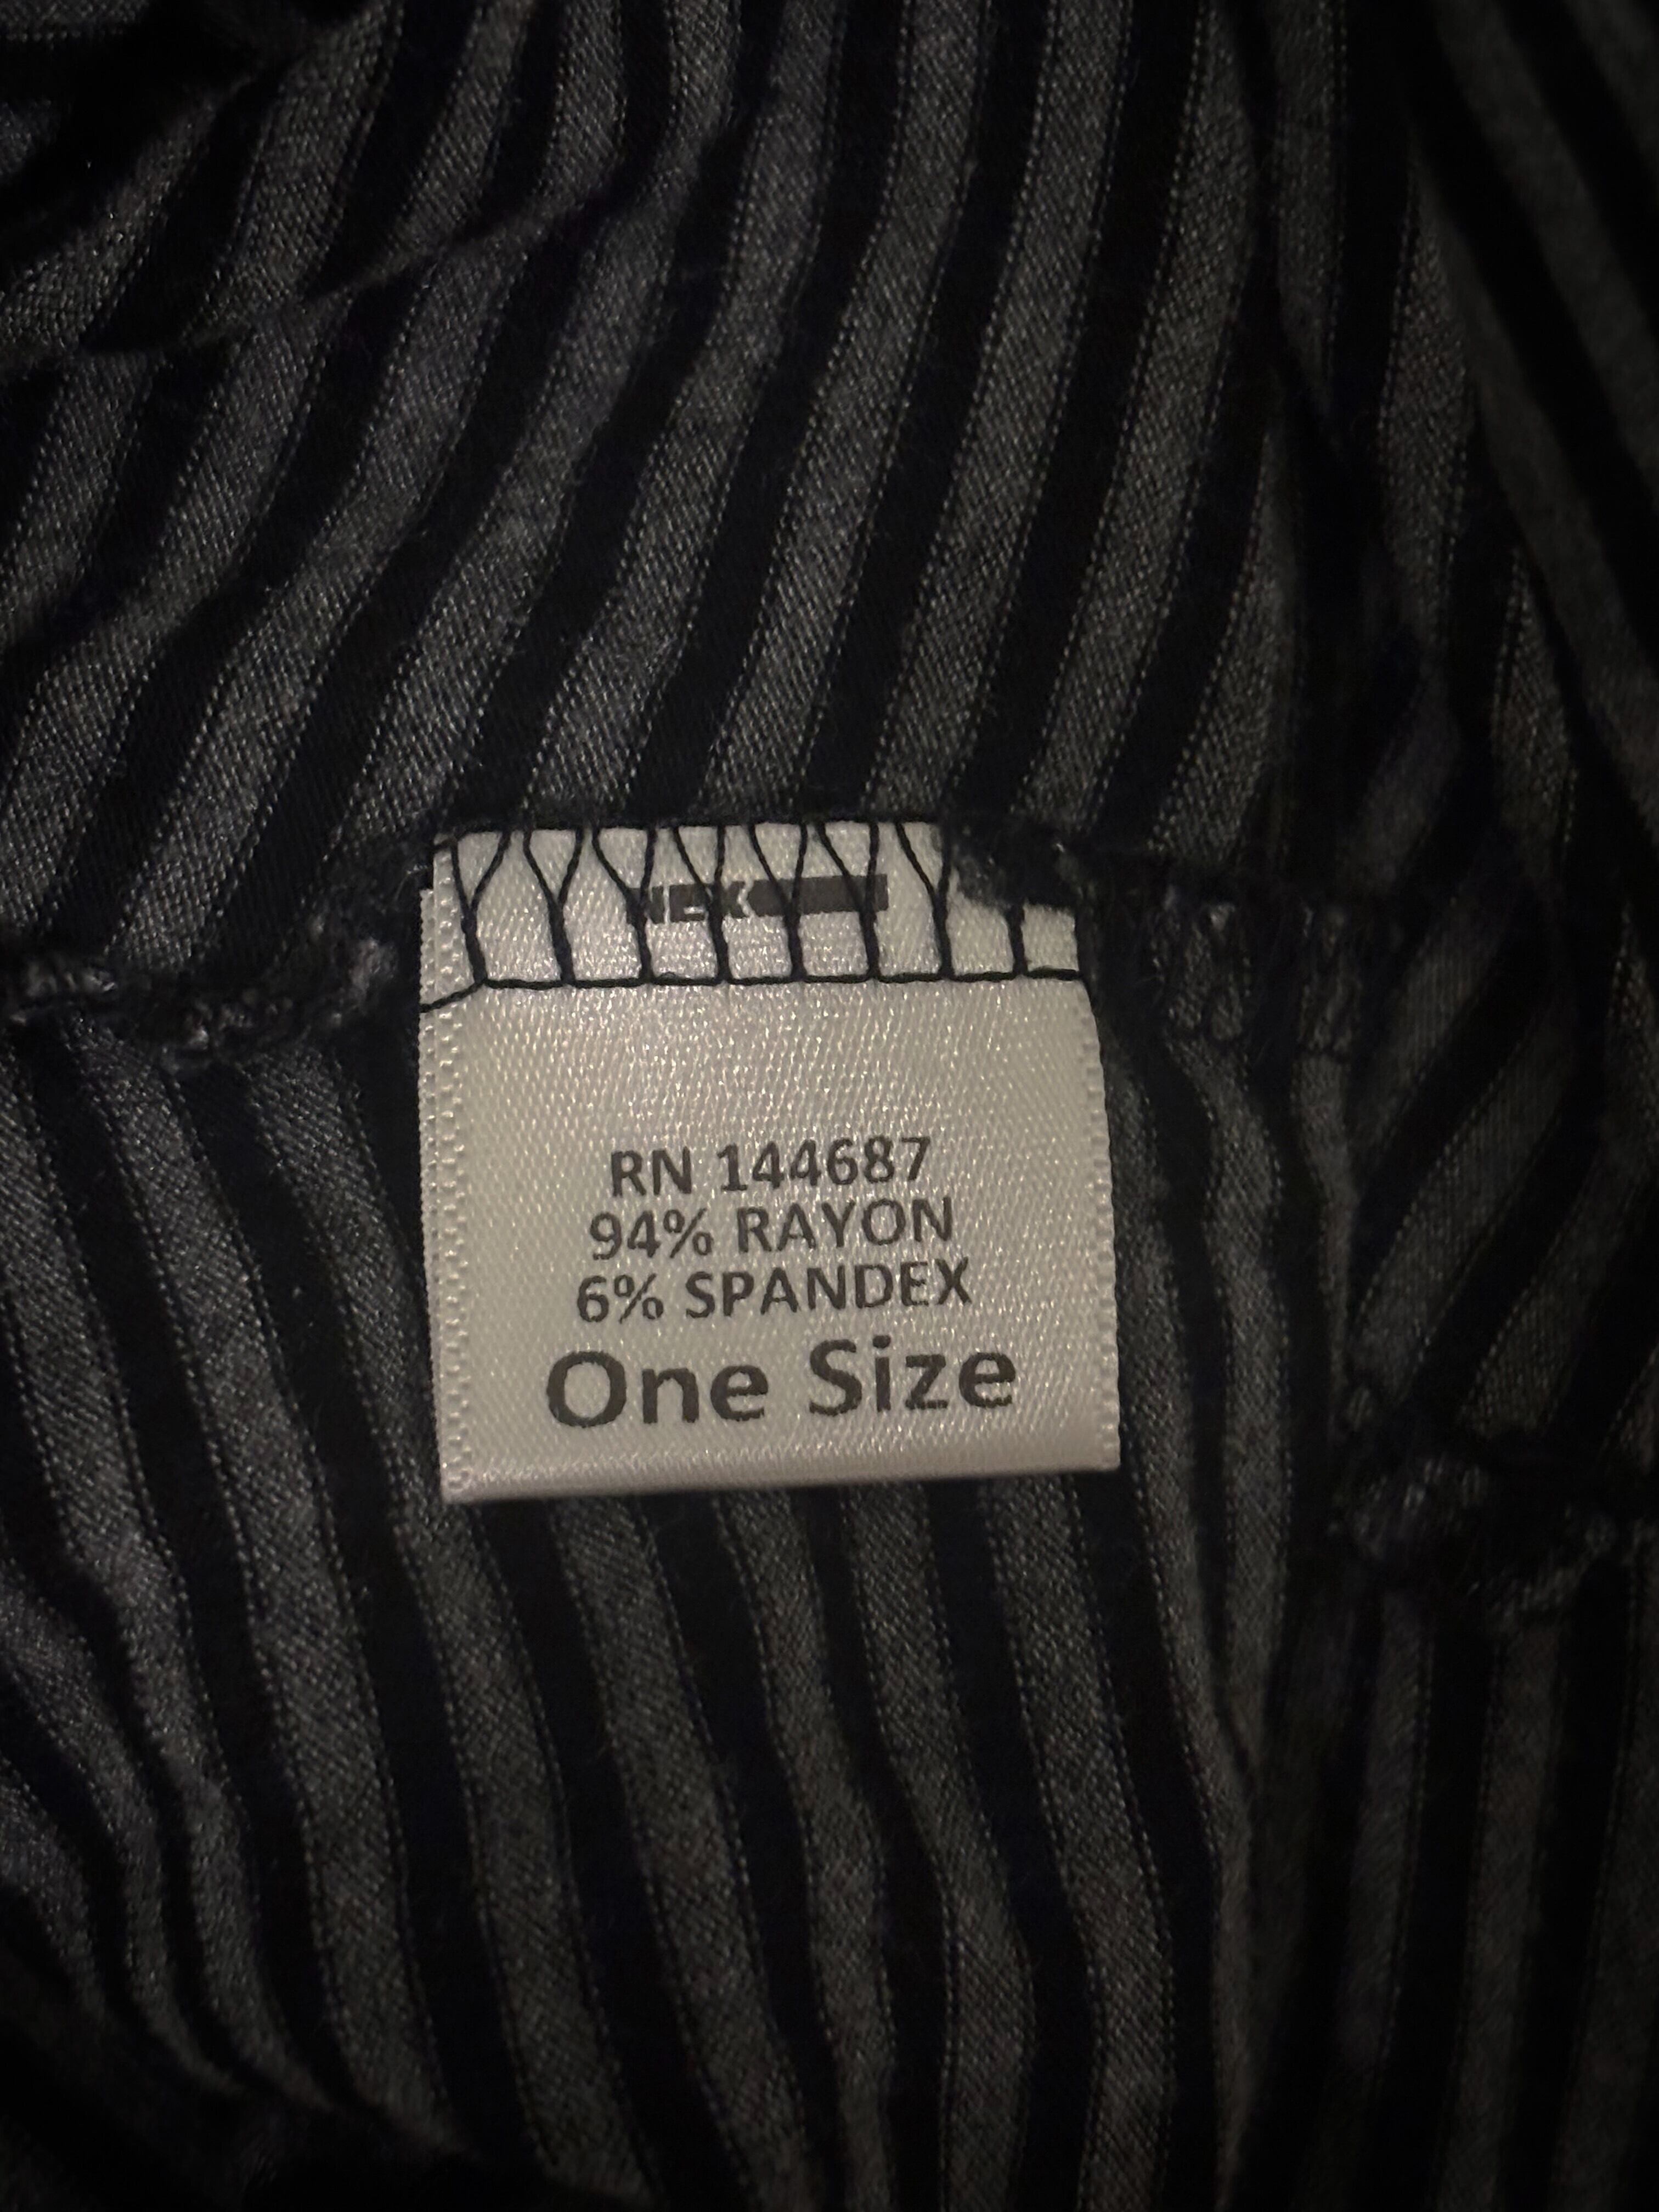 RN 144687
94% RAYON
6% SPANDEX
One Size